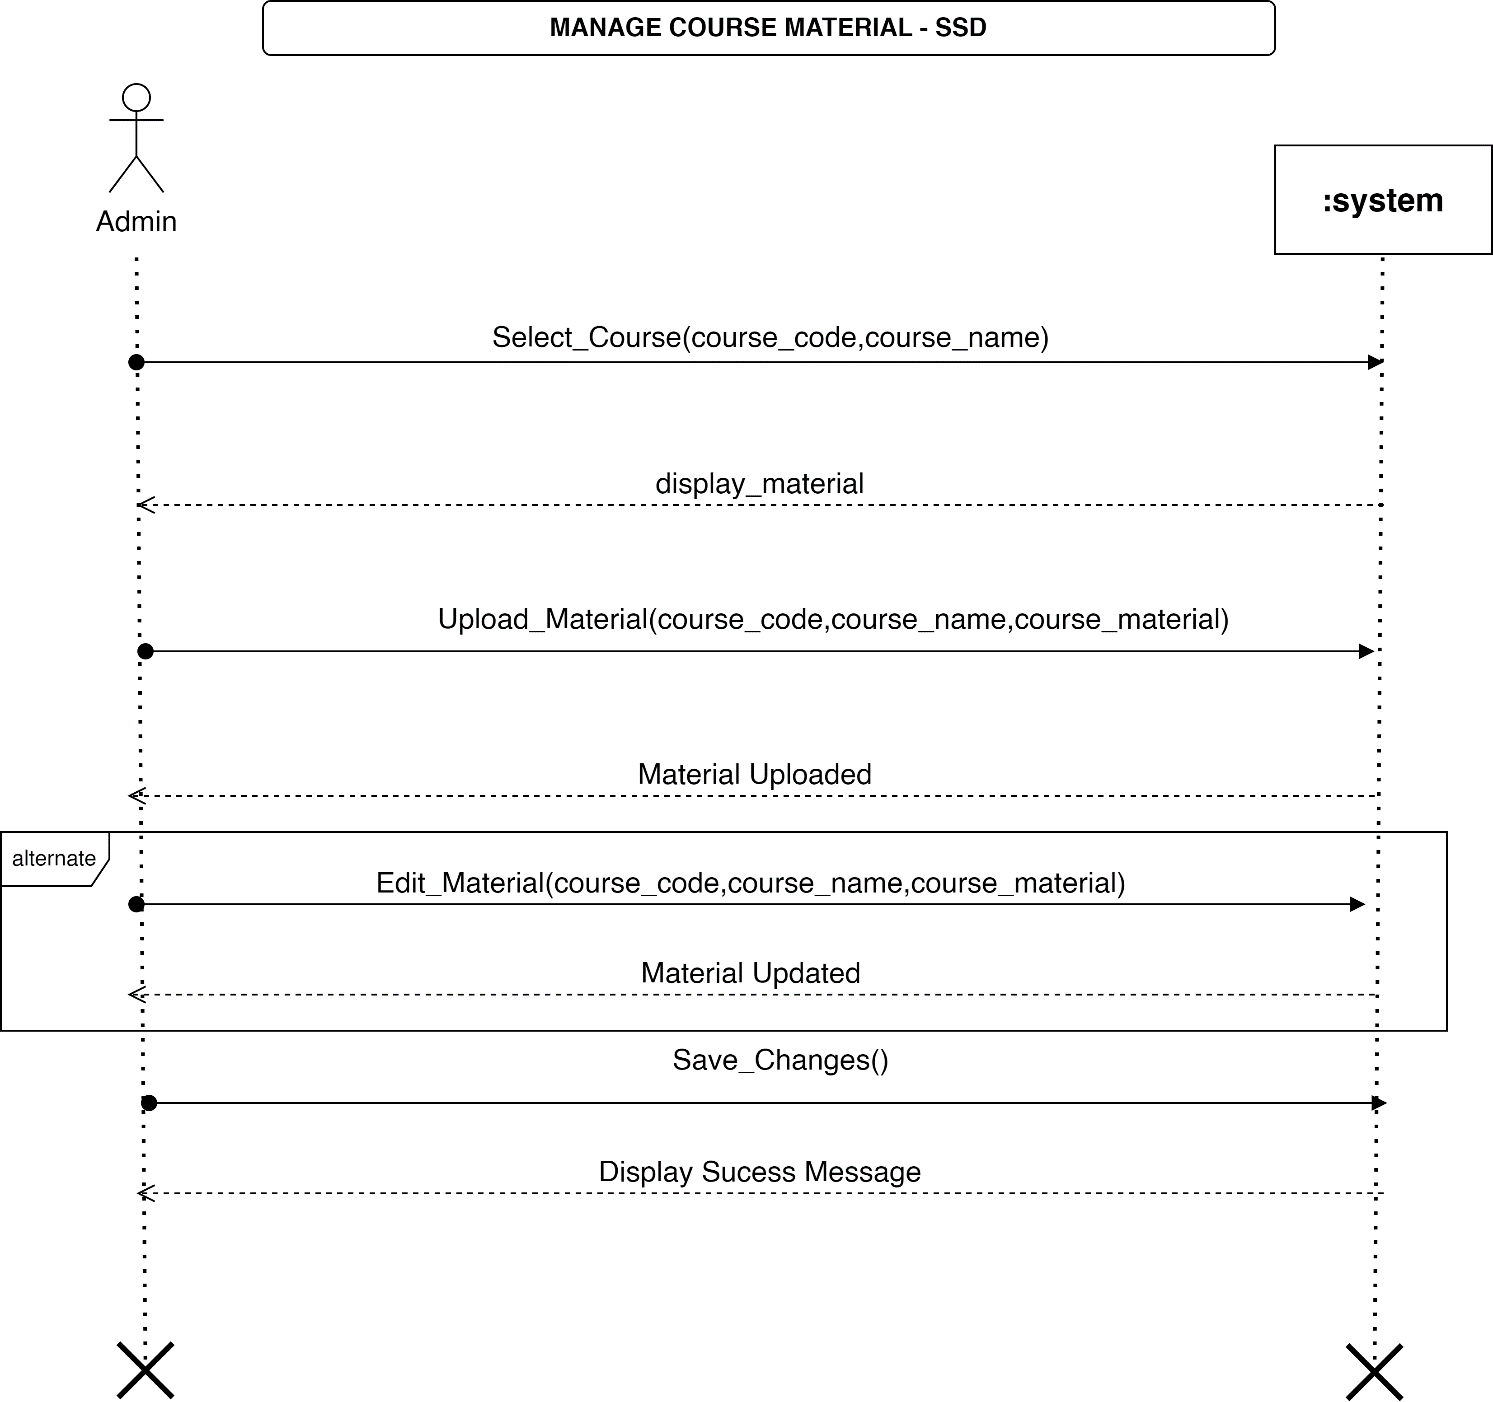 MANAGE COURSE MATERIAL - SSD
Admin
:system
Select_Course(course_code,course_name)
display_material
Upload_Material(course_code,course_name,course_material)
Material Uploaded
alternate
Edit_Material(course_code,course_name,course_material)
Material Updated
Save_Changes()
Display Sucess Message